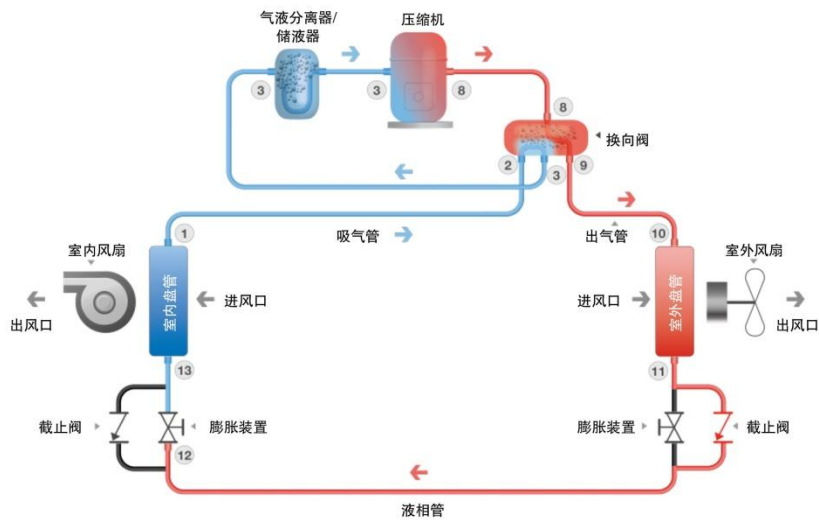 气液分离器/
储液器
压缩机
3
3
8
8
换向阀
2
3
9
吸气管
出气管
1
10
室内风扇
室外风扇
出风口
室内盘管
进风口
进风口
室外盘管
出风口
13
11
截止阀
膨胀装置
膨胀装置
截止阀
12
液相管